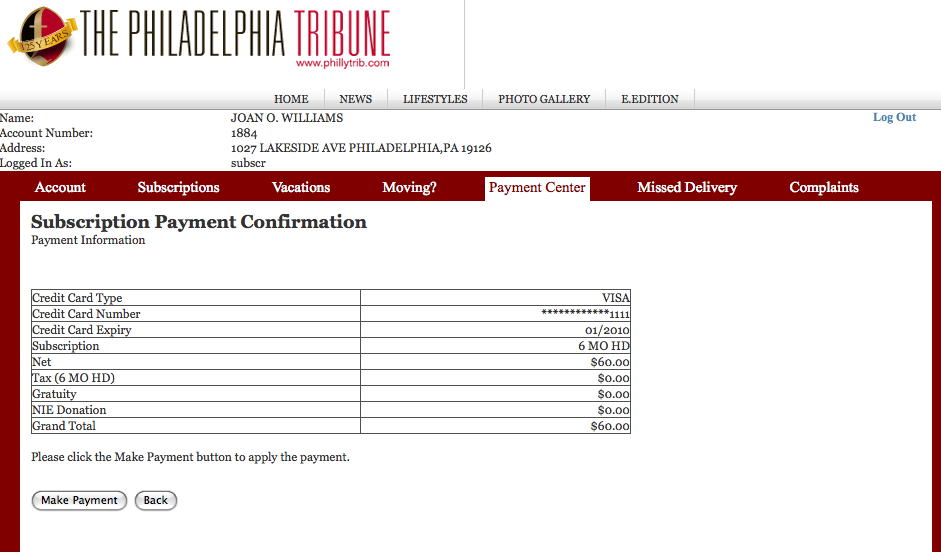 125 YEARS
THE PHILADELPHIA TRIBUNE
www.phillytrib.com
HOME NEWS LIFESTYLES PHOTO GALLERY E.EDITION
Name: JOAN O. WILLIAMS Log Out
Account Number: 1884
Address: 1027 LAKESIDE AVE PHILADELPHIA,PA 19126
Logged In As: subscr
Account Subscriptions Vacations Moving? Payment Center Missed Delivery Complaints
Subscription Payment Confirmation
Payment Information
Credit Card Type VISA
Credit Card Number ************1111
Credit Card Expiry 01/2010
Subscription 6 MO HD
Net $60.00
Tax (6 MO HD) $0.00
Gratuity $0.00
NIE Donation $0.00
Grand Total $60.00
Please click the Make Payment button to apply the payment.
Make Payment Back